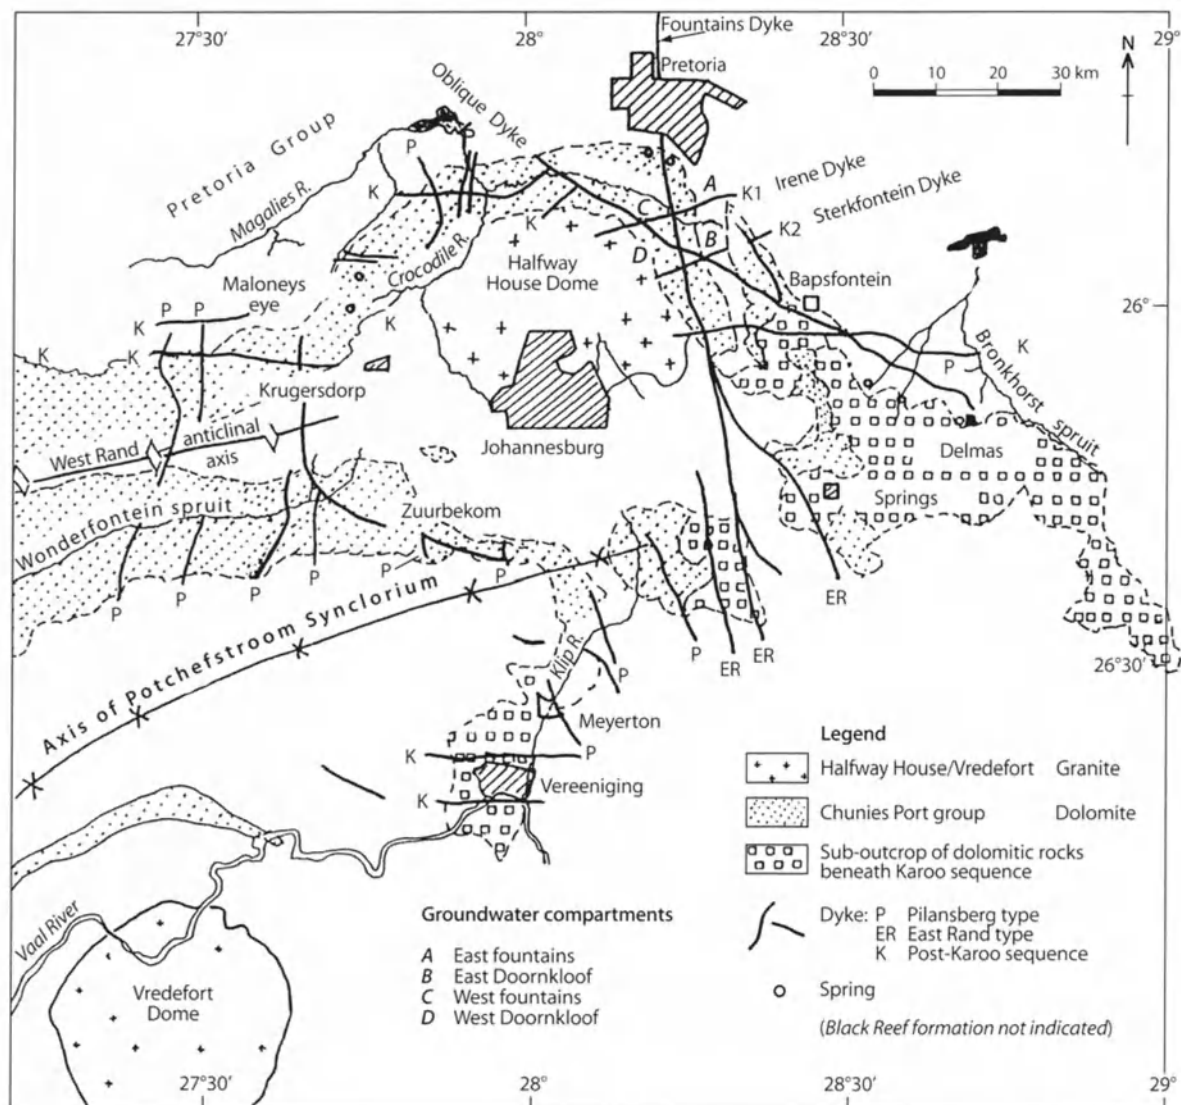 27°30′
28°
28°30′
29°
Fountains Dyke
Pretoria
N
0 10 20 30 km
Oblique Dyke
Pretoria Group
P
Magalies R.
K
A
K1
Irene Dyke
C
K2
Sterkfontein Dyke
K
B
D
Crocodile R.
Halfway
House Dome
Maloneys
eye
Bapsfontein
26°
P P
K
K
K
K
K
P
Bronkhorst spruit
Krugersdorp
West Rand anticlinal
axis
Johannesburg
Delmas
Springs
Zuurbekom
Wonderfontein spruit
P
P
P
P
P
P
ER
Axis of Potchefstroom Synclorium
P
ER
ER
26°30′
Klip R.
P
Meyerton
K
P
Vereeniging
K
Vaal River
Vredefort
Dome
Groundwater compartments
A East fountains
B East Doornkloof
C West fountains
D West Doornkloof
Legend
Halfway House/Vredefort Granite
Chunies Port group Dolomite
Sub-outcrop of dolomitic rocks
beneath Karoo sequence
Dyke: P Pilansberg type
ER East Rand type
K Post-Karoo sequence
Spring
(Black Reef formation not indicated)
27°30′
28°
28°30′
29°